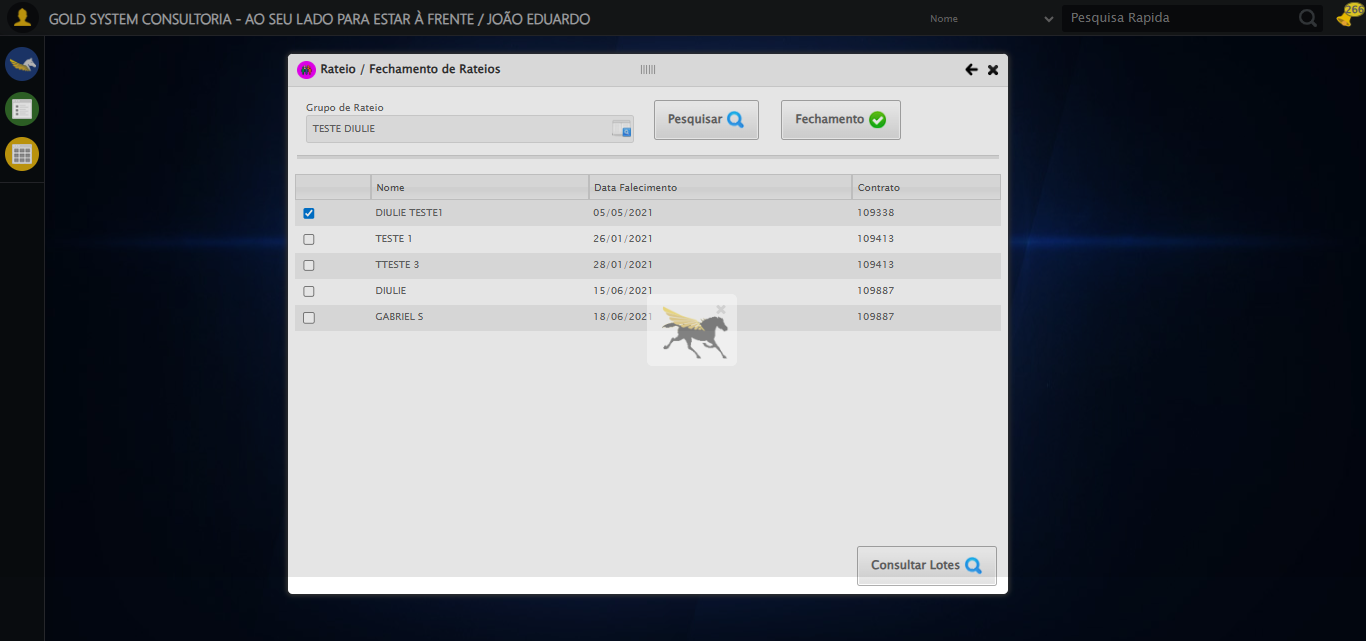 GOLD SYSTEM CONSULTORIA - AO SEU LADO PARA ESTAR À FRENTE / JOÃO EDUARDO
Nome
Pesquisa Rapida
266
Rateio / Fechamento de Rateios
Grupo de Rateio
TESTE DIULIE
Pesquisar
Fechamento
Nome Data Falecimento Contrato
DIULIE TESTE1 05/05/2021 109338
TESTE 1 26/01/2021 109413
TTESTE 3 28/01/2021 109413
DIULIE 15/06/2021 109887
GABRIEL S 18/06/2021 109887
Consultar Lotes